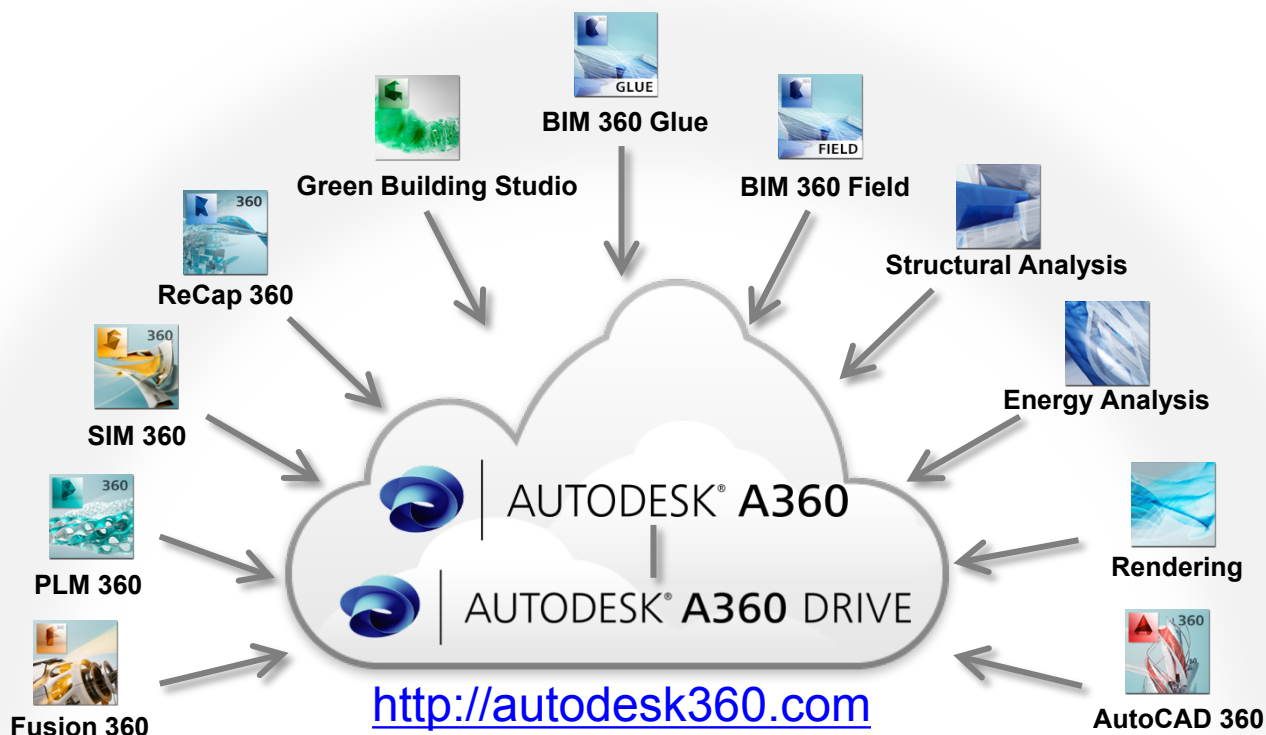 GLUE
BIM 360 Glue
FIELD
BIM 360 Field
Green Building Studio
360
ReCap 360
Structural Analysis
360
SIM 360
Energy Analysis
360
PLM 360
AUTODESK® A360
AUTODESK® A360 DRIVE
Rendering
Fusion 360
360
AutoCAD 360
http://autodesk360.com